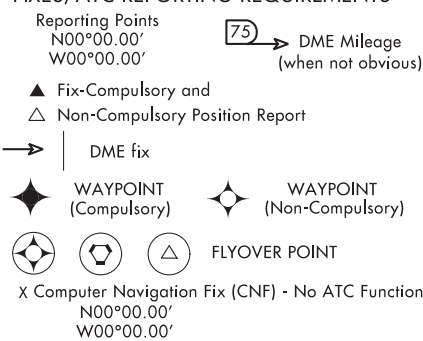 FIXES/ATC REPORTING REQUIREMENTS
Reporting Points
N00°00.00′
W00°00.00′
75
DME Mileage
(when not obvious)
Fix-Compulsory and
Non-Compulsory Position Report
DME fix
WAYPOINT
(Compulsory)
WAYPOINT
(Non-Compulsory)
FLYOVER POINT
X Computer Navigation Fix (CNF) - No ATC Function
N00°00.00′
W00°00.00′